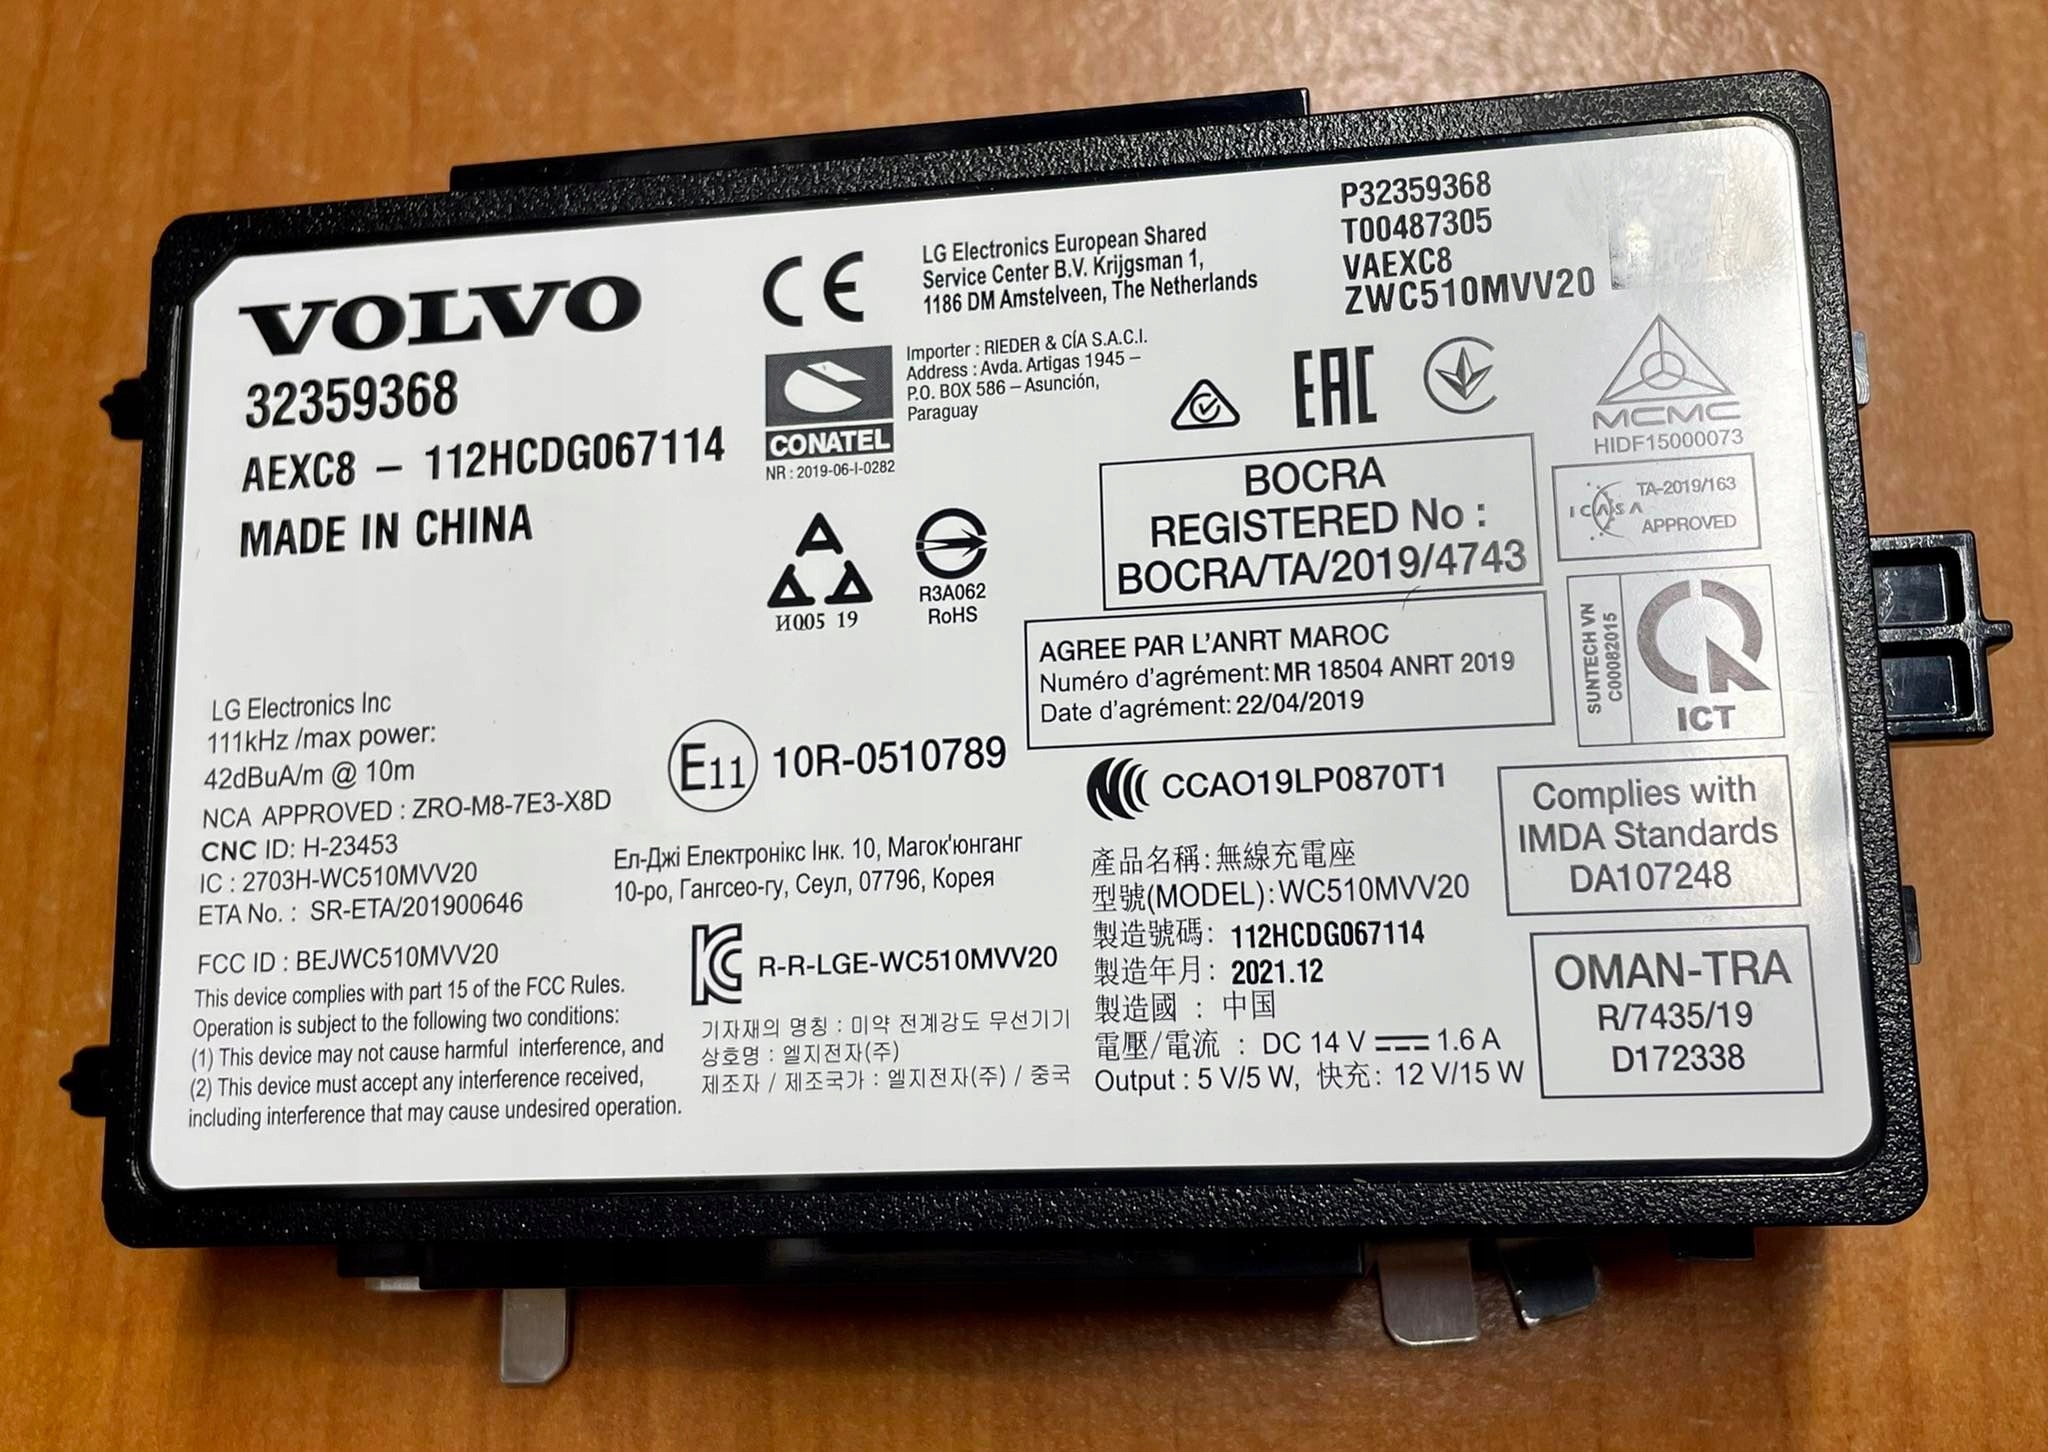 VOLVO
32359368
AEXC8 – 112HCDG067114
MADE IN CHINA
LG Electronics European Shared
Service Center B.V. Krijgsman 1,
1186 DM Amstelveen, The Netherlands
P32359368
T00487305
VAEXC8
ZWC510MVV20
CONATEL
NR : 2019-06-I-0282
Importer : RIEDER & CÍA S.A.C.I.
Address : Avda. Artigas 1945 –
P.O. BOX 586 – Asunción,
Paraguay
EAC
MCMC
HIDF15000073
BOCRA
REGISTERED No :
BOCRA/TA/2019/4743
ICASA
TA-2019/163
APPROVED
И005 19
R3A062
RoHS
AGREE PAR L'ANRT MAROC
Numéro d'agrément: MR 18504 ANRT 2019
Date d'agrément: 22/04/2019
SUNTECH VN
C00082015
ICT
LG Electronics Inc
111kHz /max power:
42dBuA/m @ 10m
NCA APPROVED : ZRO-M8-7E3-X8D
CNC ID: H-23453
IC : 2703H-WC510MVV20
ETA No. : SR-ETA/201900646
FCC ID : BEJWC510MVV20
This device complies with part 15 of the FCC Rules.
Operation is subject to the following two conditions:
(1) This device may not cause harmful interference, and
(2) This device must accept any interference received,
including interference that may cause undesired operation.
E11 10R-0510789
Ел-Джі Електронікс Інк. 10, Магок'юнганг
10-ро, Гангсео-гу, Сеул, 07796, Корея
R-R-LGE-WC510MVV20
기자재의 명칭 : 미약 전계강도 무선기기
상호명 : 엘지전자(주)
제조자 / 제조국가 : 엘지전자(주) / 중국
CCAO19LP0870T1
產品名稱: 無線充電座
型號(MODEL): WC510MVV20
製造號碼: 112HCDG067114
製造年月: 2021.12
製造國 : 中国
電壓/電流 : DC 14 V 1.6 A
Output : 5 V/5 W, 快充: 12 V/15 W
Complies with
IMDA Standards
DA107248
OMAN-TRA
R/7435/19
D172338